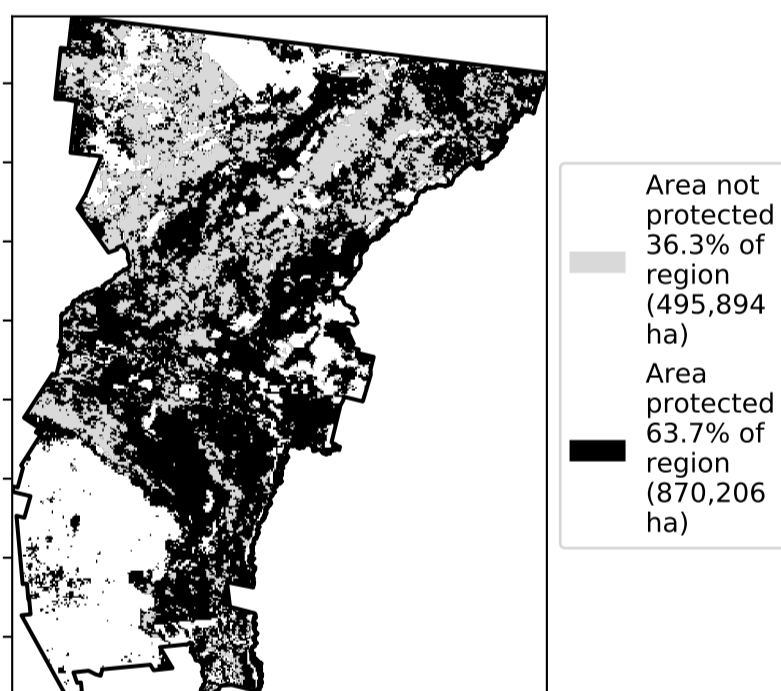 Area not
protected
36.3% of
region
(495,894
ha)
Area
protected
63.7% of
region
(870,206
ha)